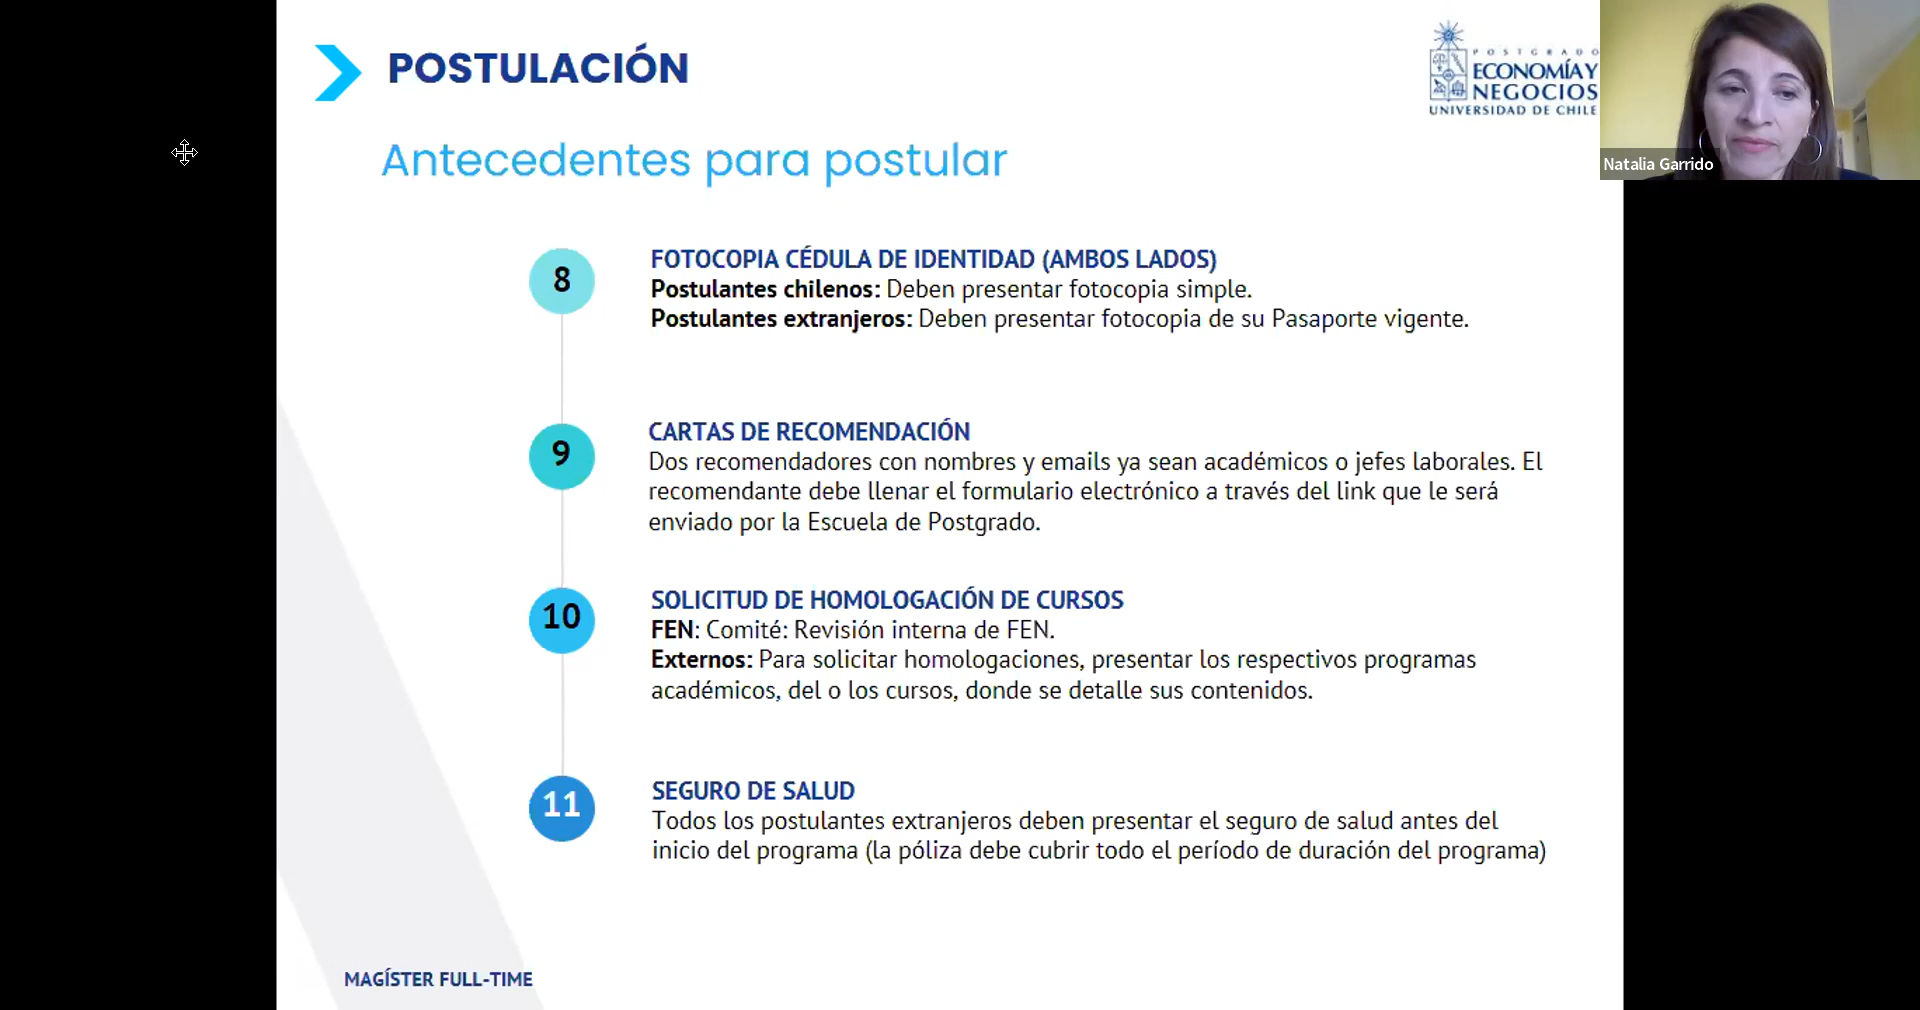 POSTULACIÓN
POSTGRADO
ECONOMÍA Y
NEGOCIOS
UNIVERSIDAD DE CHILE
Natalia Garrido
Antecedentes para postular
8
FOTOCOPIA CÉDULA DE IDENTIDAD (AMBOS LADOS)
Postulantes chilenos: Deben presentar fotocopia simple.
Postulantes extranjeros: Deben presentar fotocopia de su Pasaporte vigente.
9
CARTAS DE RECOMENDACIÓN
Dos recomendadores con nombres y emails ya sean académicos o jefes laborales. El
recomendante debe llenar el formulario electrónico a través del link que le será
enviado por la Escuela de Postgrado.
10
SOLICITUD DE HOMOLOGACIÓN DE CURSOS
FEN: Comité: Revisión interna de FEN.
Externos: Para solicitar homologaciones, presentar los respectivos programas
académicos, del o los cursos, donde se detalle sus contenidos.
11
SEGURO DE SALUD
Todos los postulantes extranjeros deben presentar el seguro de salud antes del
inicio del programa (la póliza debe cubrir todo el período de duración del programa)
MAGÍSTER FULL-TIME